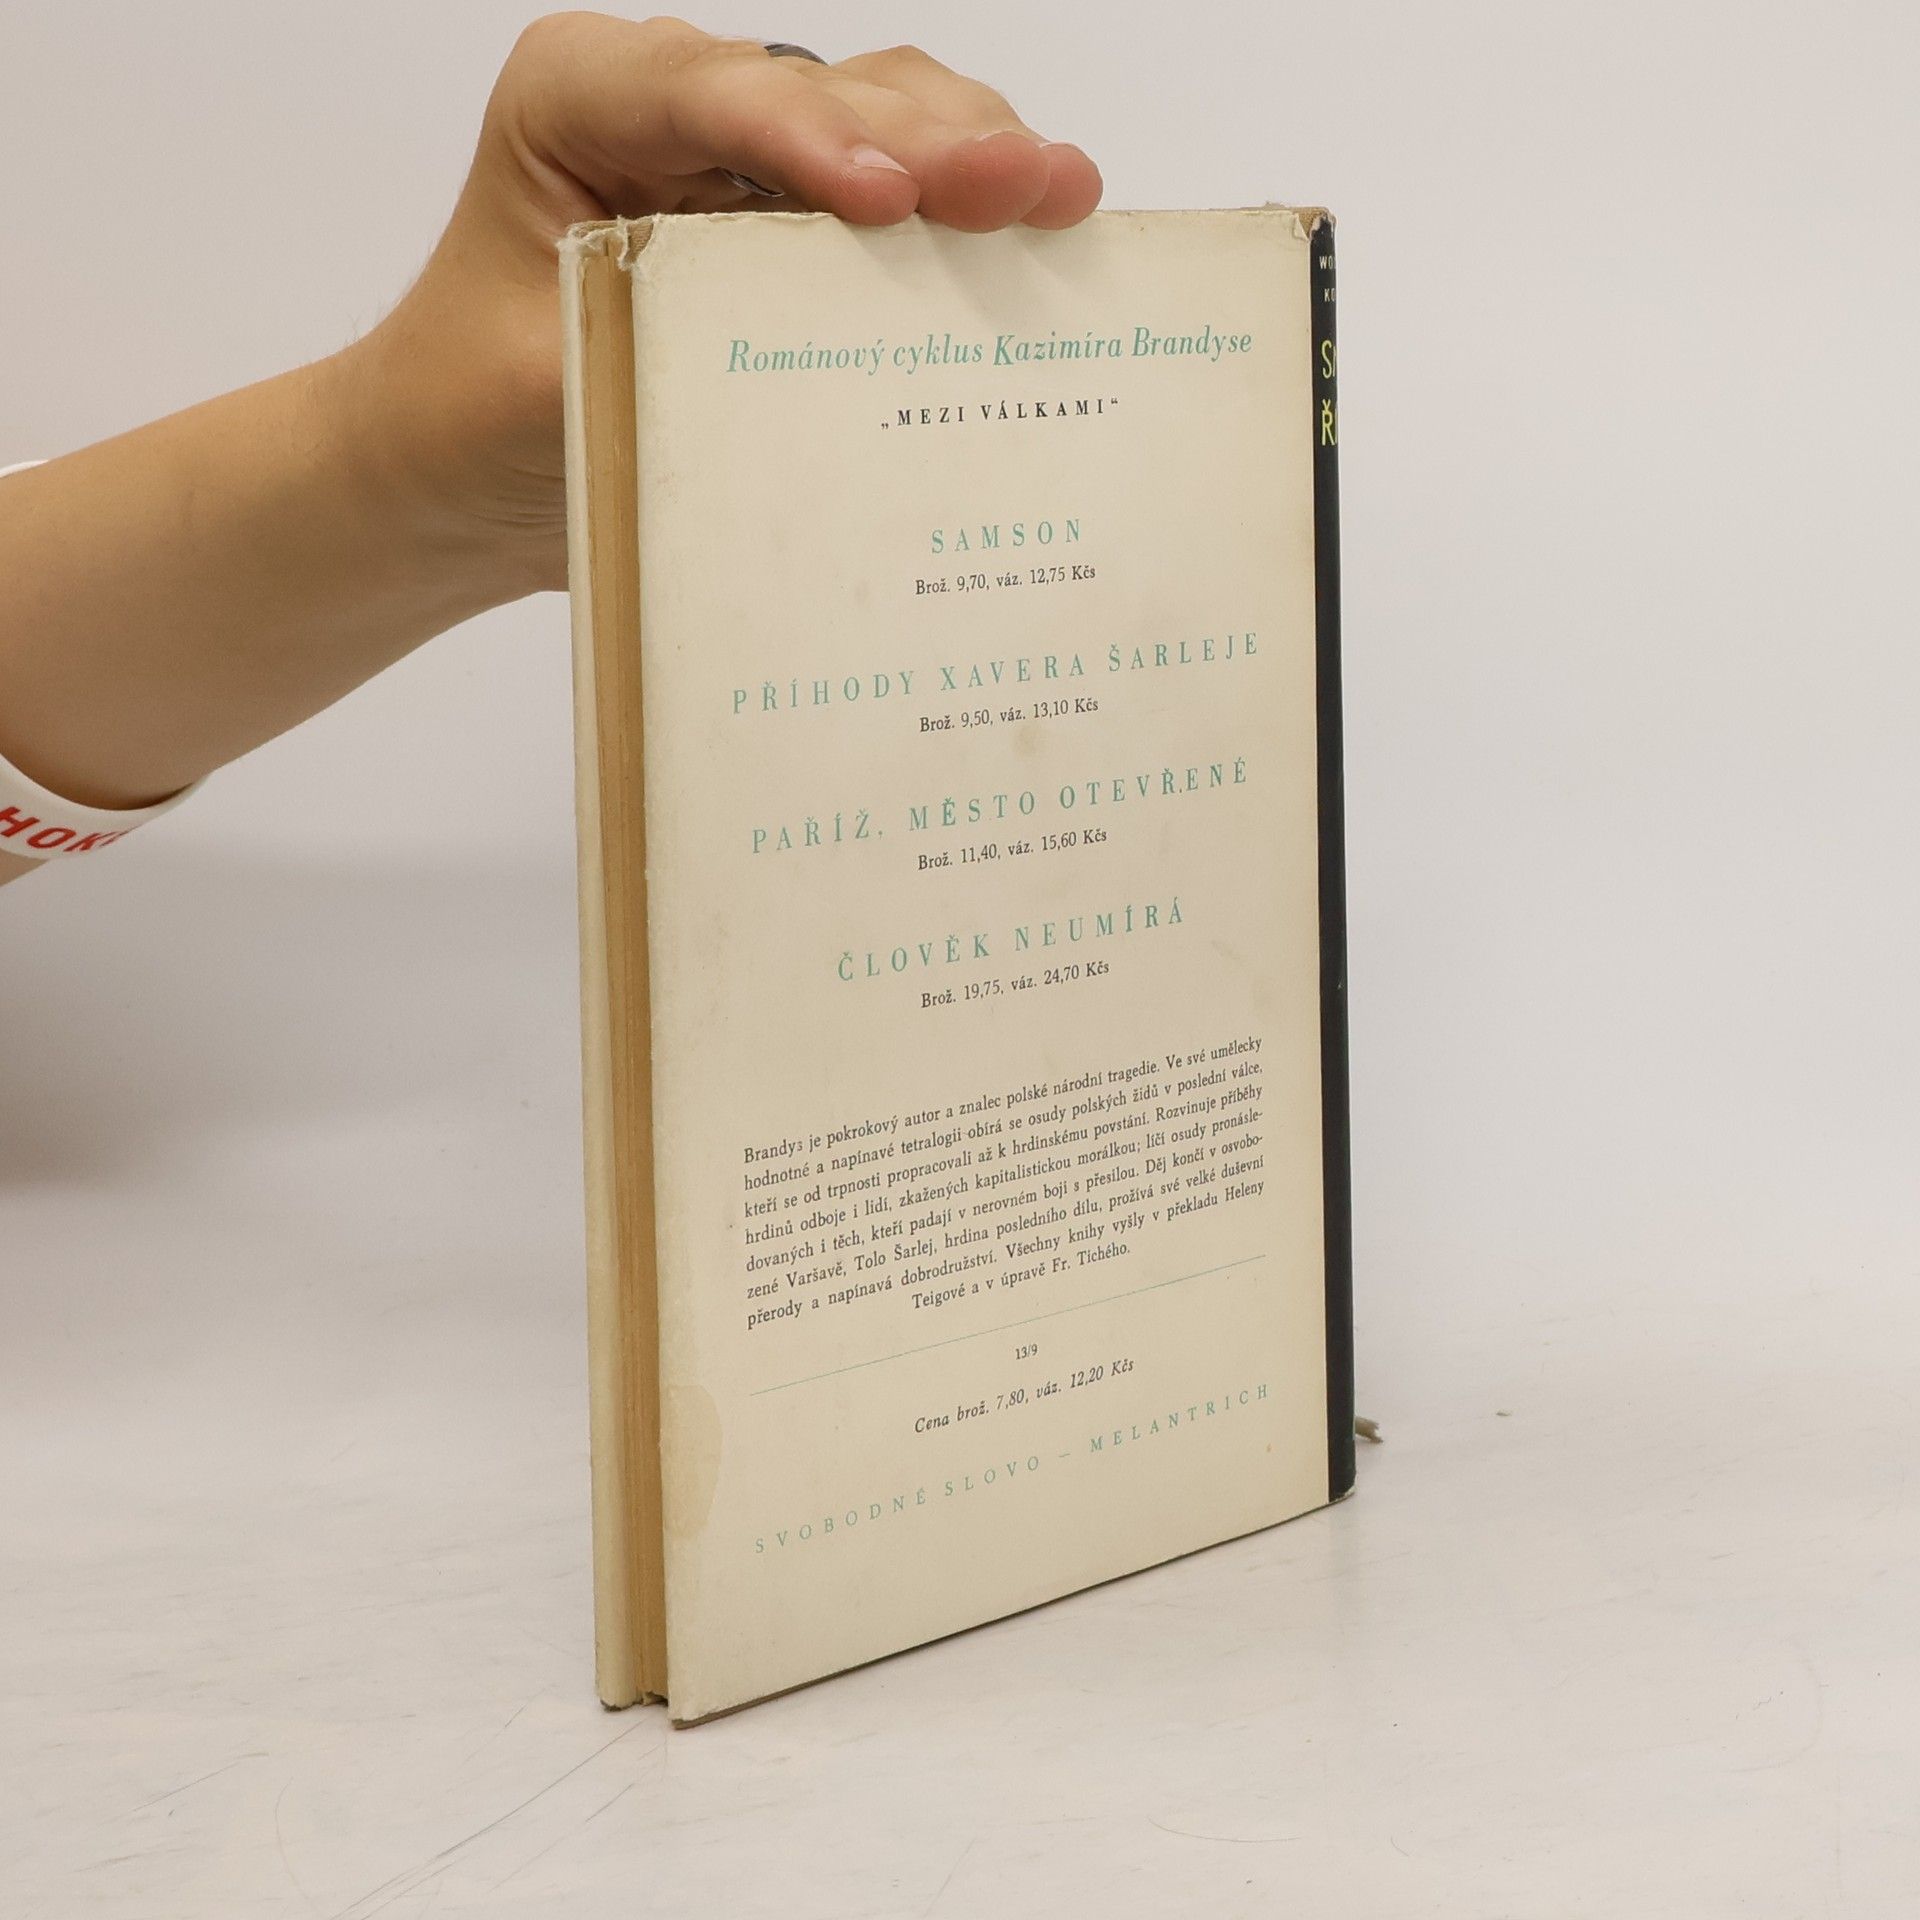 Románový cyklus Kazimíra Brandyse
„MEZI VÁLKAMI“
SAMSON
Brož. 9,70, váz. 12,75 Kčs
PŘÍHODY XAVERA ŠARLEJE
Brož. 9,50, váz. 13,10 Kčs
PAŘÍŽ, MĚSTO OTEVŘENÉ
Brož. 11,40, váz. 15,60 Kčs
ČLOVĚK NEUMÍRÁ
Brož. 19,75, váz. 24,70 Kčs
Brandys je pokrokový autor a znalec polské národní tragedie. Ve své umělecky
hodnotné a napínavé tetralogii obírá se osudy polských židů v poslední válce,
kteří se od trpnosti propracovali až k hrdinskému povstání. Rozvinuje příběhy
hrdinů odboje i lidí, zkažených kapitalistickou morálkou; líčí osudy pronásle-
dovaných i těch, kteří padají v nerovném boji s přesilou. Děj končí v osvobo-
zené Varšavě, Tolo Šarlej, hrdina posledního dílu, prožívá své velké duševní
přerody a napínavá dobrodružství. Všechny knihy vyšly v překladu Heleny
Teigové a v úpravě Fr. Tichého.
13/9
Cena brož. 7,80, váz. 12,20 Kčs
SVOBODNÉ SLOVO – MELANTRICH